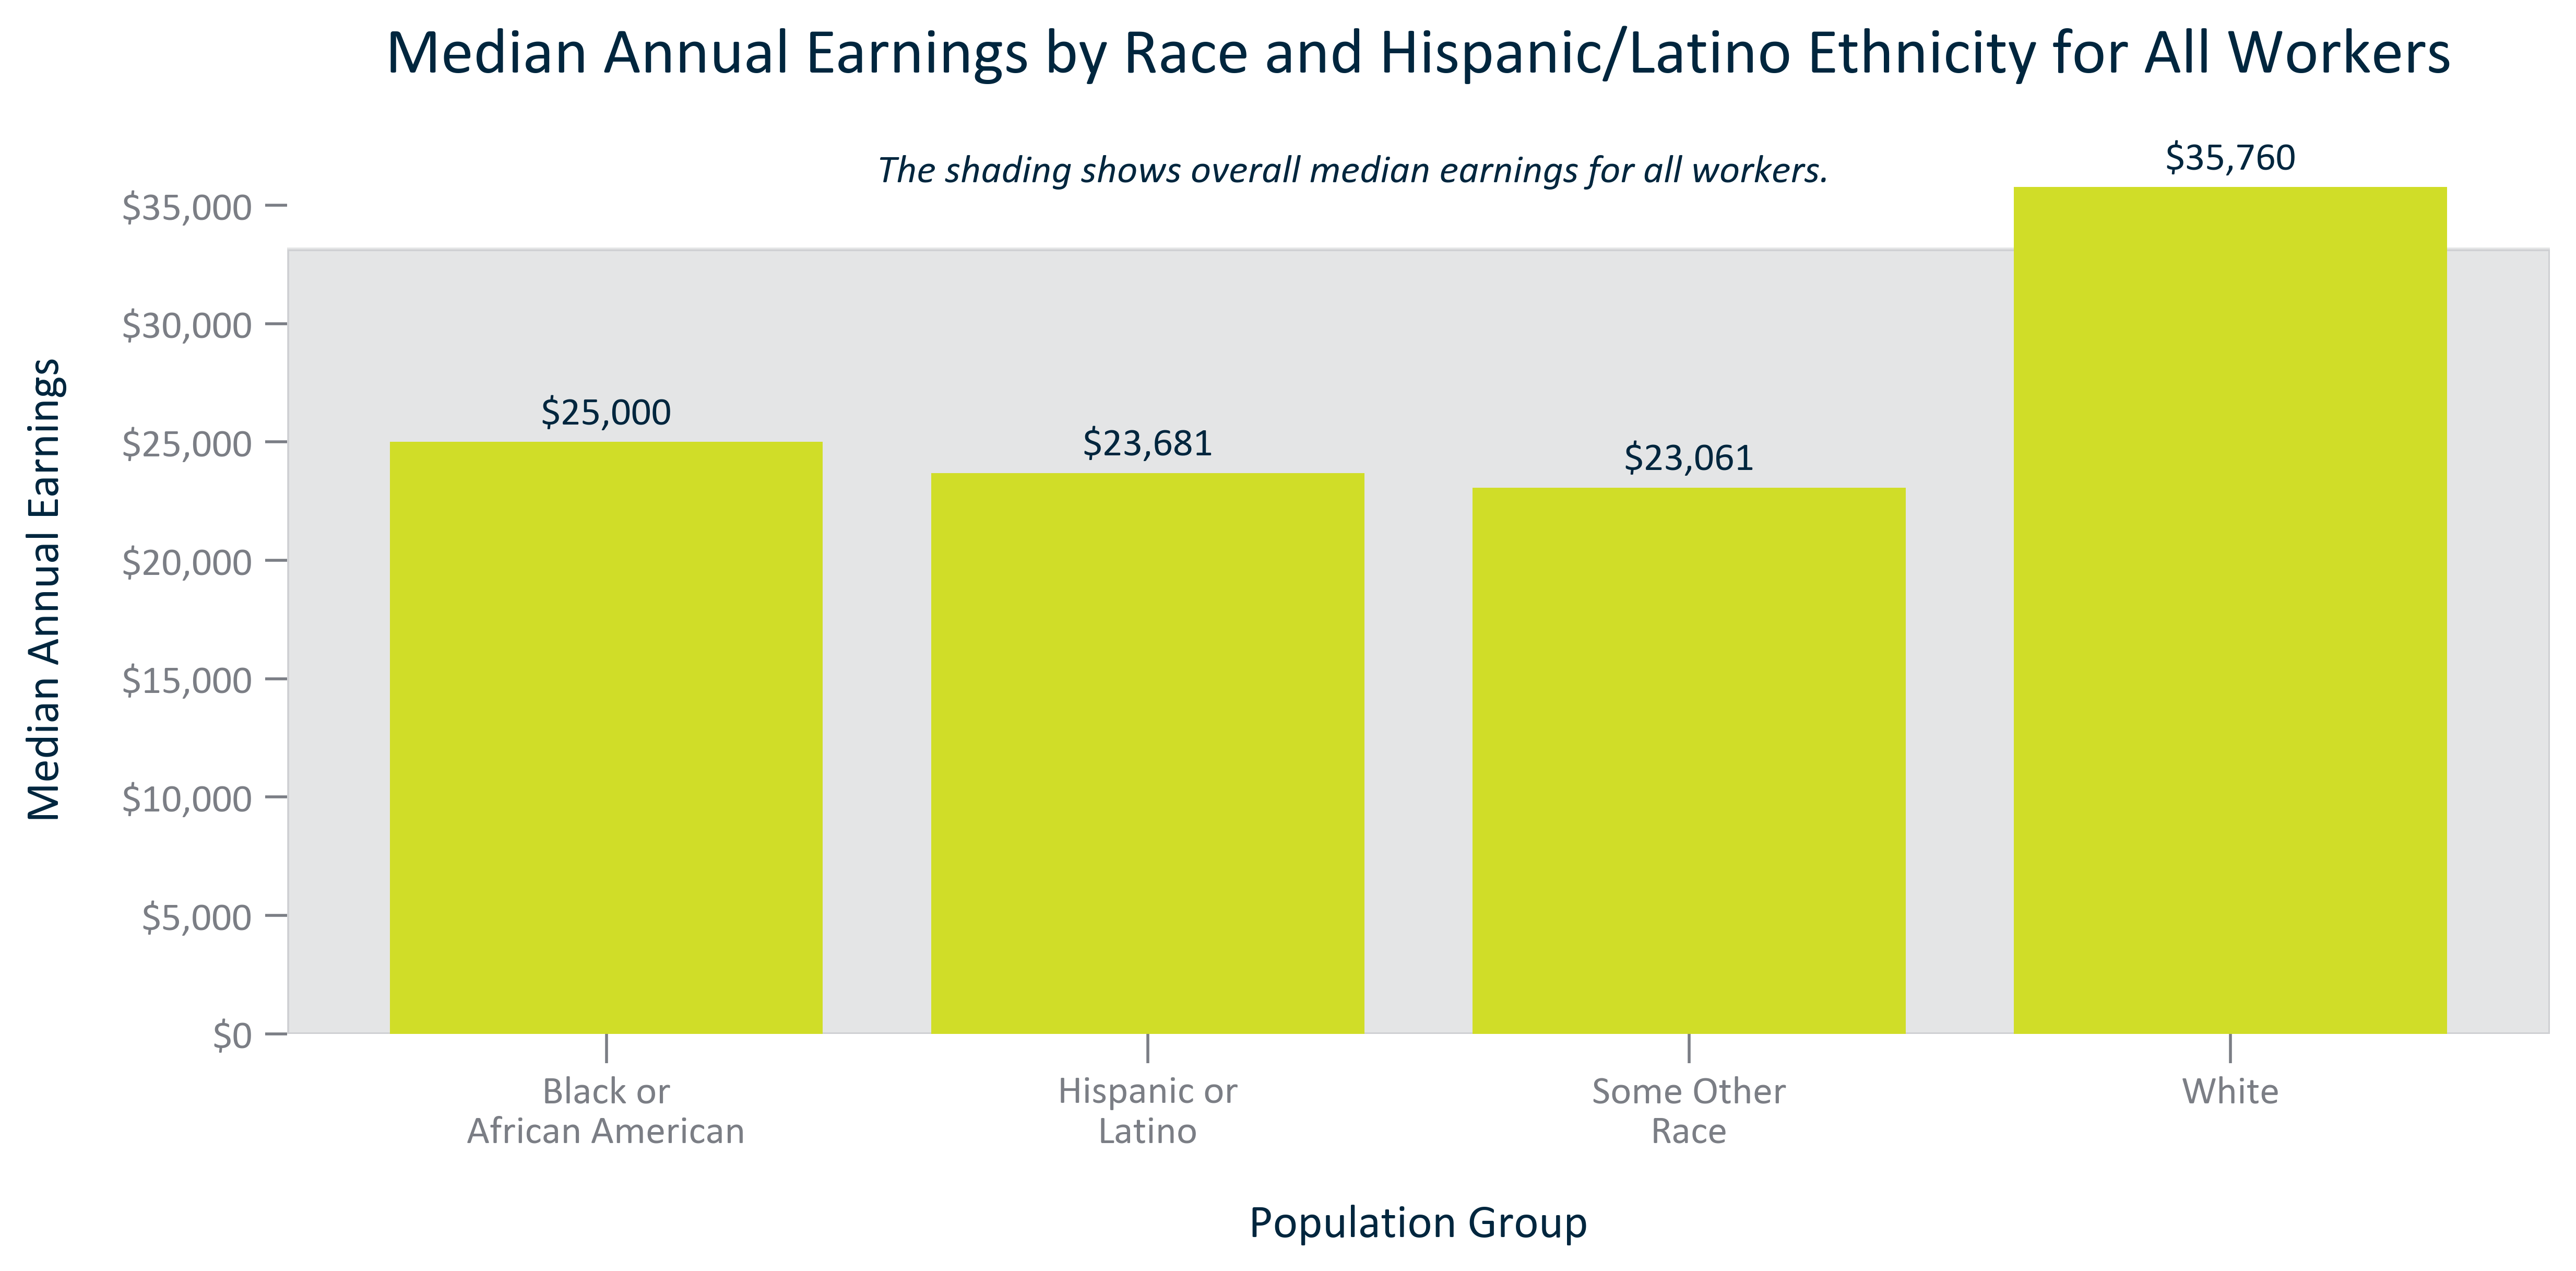 Median Annual Earnings by Race and Hispanic/Latino Ethnicity for All Workers
The shading shows overall median earnings for all workers.
Median Annual Earnings
$35,000
$30,000
$25,000
$20,000
$15,000
$10,000
$5,000
$0
$25,000
$23,681
$23,061
$35,760
Black or
African American
Hispanic or
Latino
Some Other
Race
White
Population Group